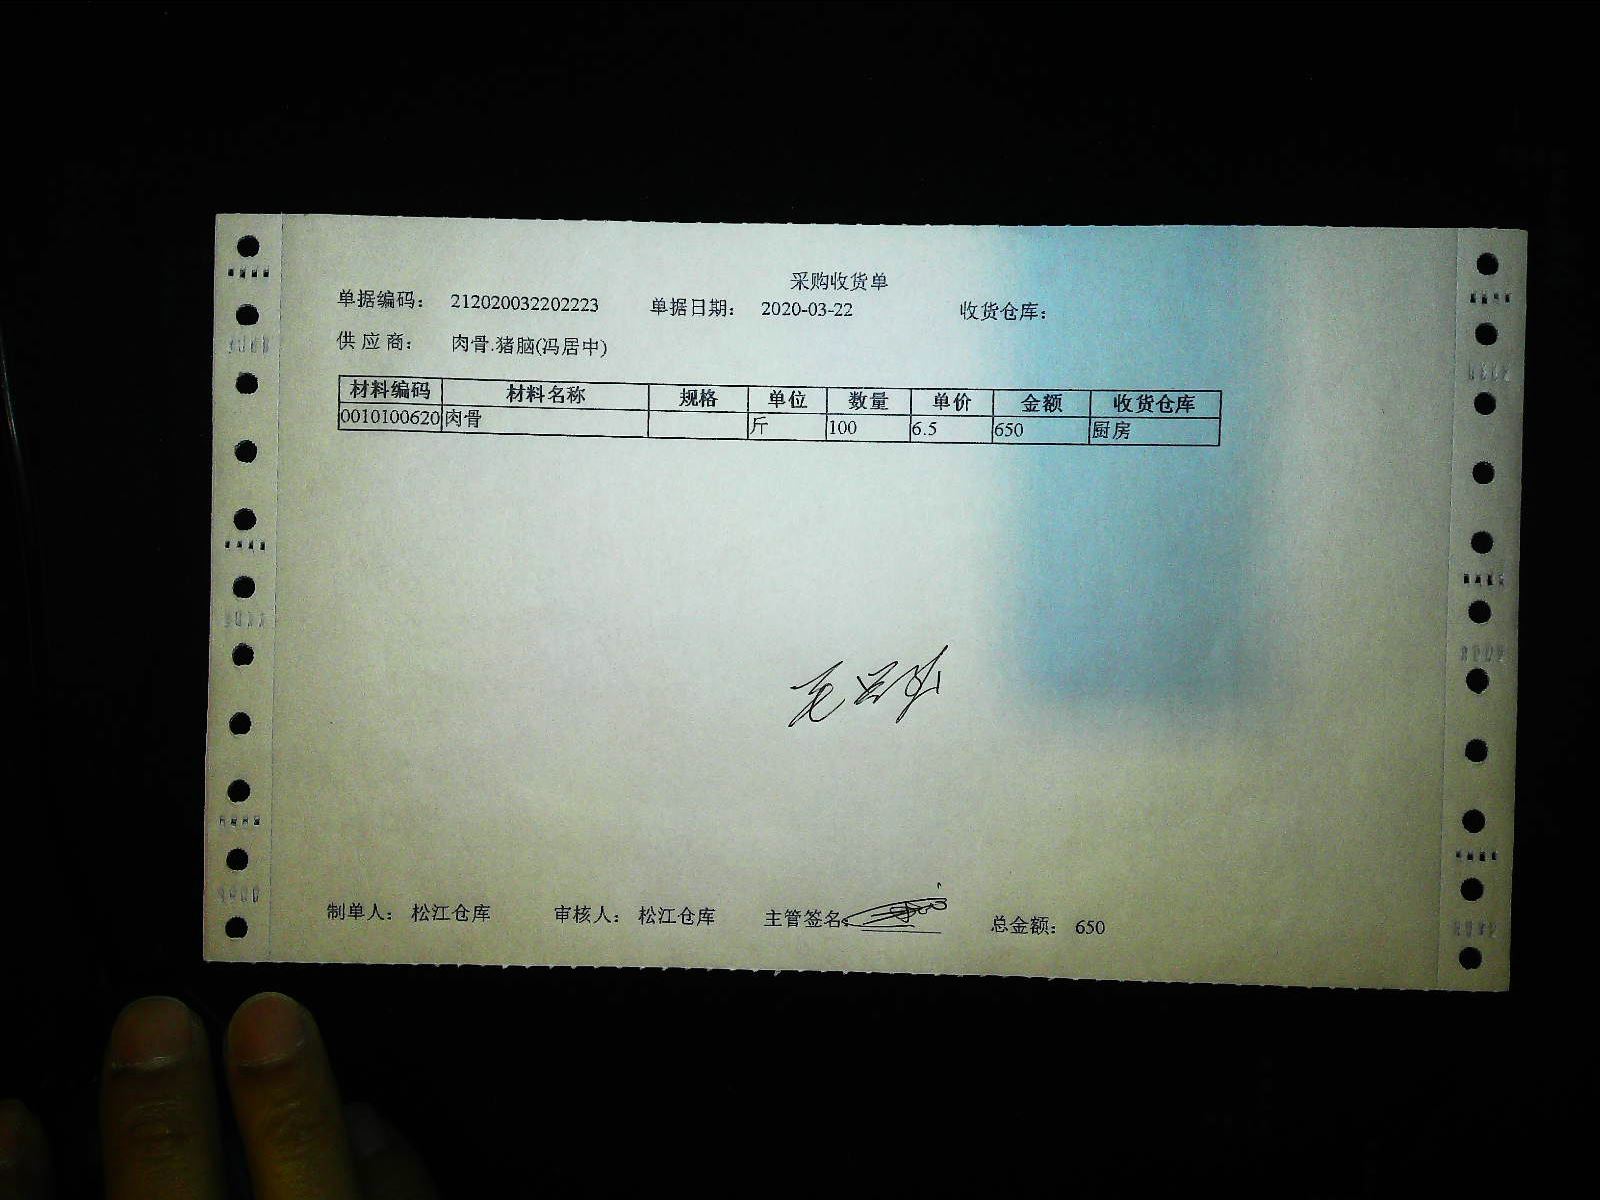 采购收货单
单据编码： 212020032202223 单据日期： 2020-03-22 收货仓库：
供应商： 肉骨.猪脑(冯居中)
材料编码 材料名称 规格 单位 数量 单价 金额 收货仓库
0010100620 肉骨 斤 100 6.5 650 厨房
制单人： 松江仓库 审核人： 松江仓库 主管签名： 总金额： 650